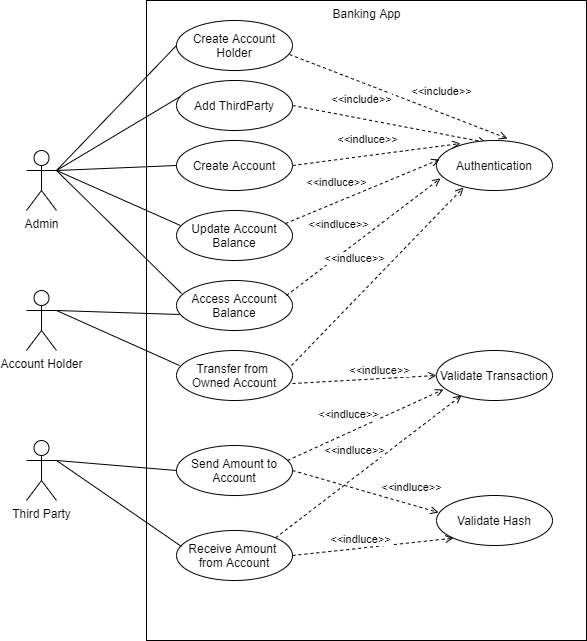 Banking App
Create Account
Holder
<<include>>
Add ThirdParty
<<include>>
<<indluce>>
Create Account
Authentication
<<indluce>>
Admin
Update Account
Balance
<<indluce>>
<<indluce>>
Access Account
Balance
Account Holder
Transfer from
Owned Account
<<indluce>>
Validate Transaction
<<indluce>>
<<indluce>>
Send Amount to
Account
<<indluce>>
Third Party
Validate Hash
<<indluce>>
Receive Amount
from Account